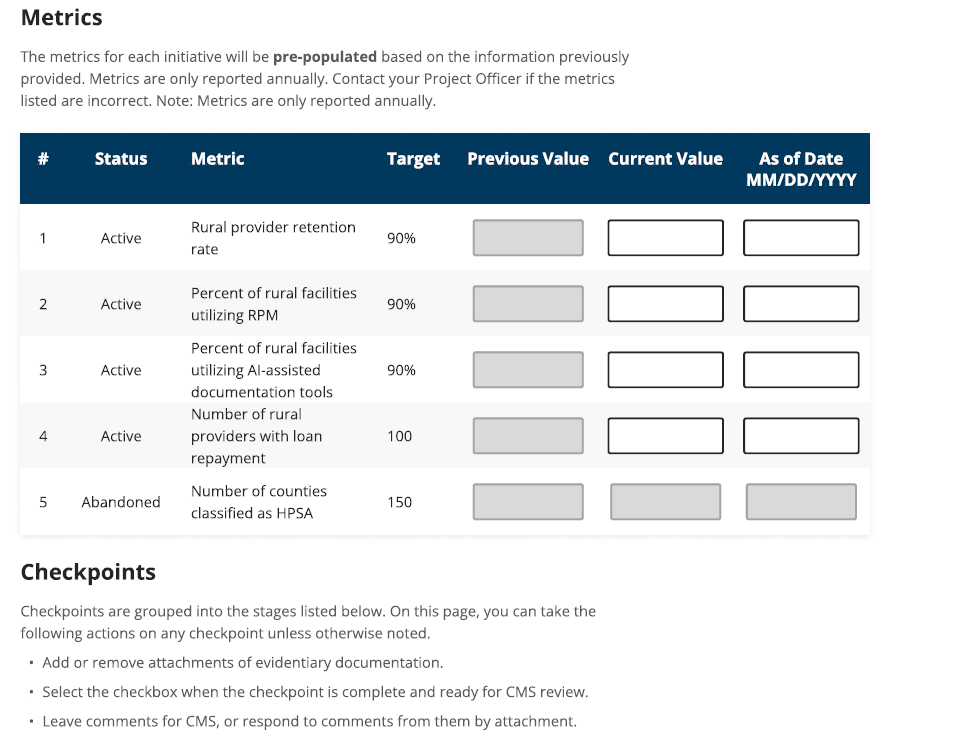 Metrics
The metrics for each initiative will be pre-populated based on the information previously
provided. Metrics are only reported annually. Contact your Project Officer if the metrics
listed are incorrect. Note: Metrics are only reported annually.
# Status Metric Target Previous Value Current Value As of Date
MM/DD/YYYY
1 Active Rural provider retention
rate 90%
2 Active Percent of rural facilities
utilizing RPM 90%
3 Active Percent of rural facilities
utilizing AI-assisted
documentation tools 90%
4 Active Number of rural
providers with loan
repayment 100
5 Abandoned Number of counties
classified as HPSA 150
Checkpoints
Checkpoints are grouped into the stages listed below. On this page, you can take the
following actions on any checkpoint unless otherwise noted.
• Add or remove attachments of evidentiary documentation.
• Select the checkbox when the checkpoint is complete and ready for CMS review.
• Leave comments for CMS, or respond to comments from them by attachment.